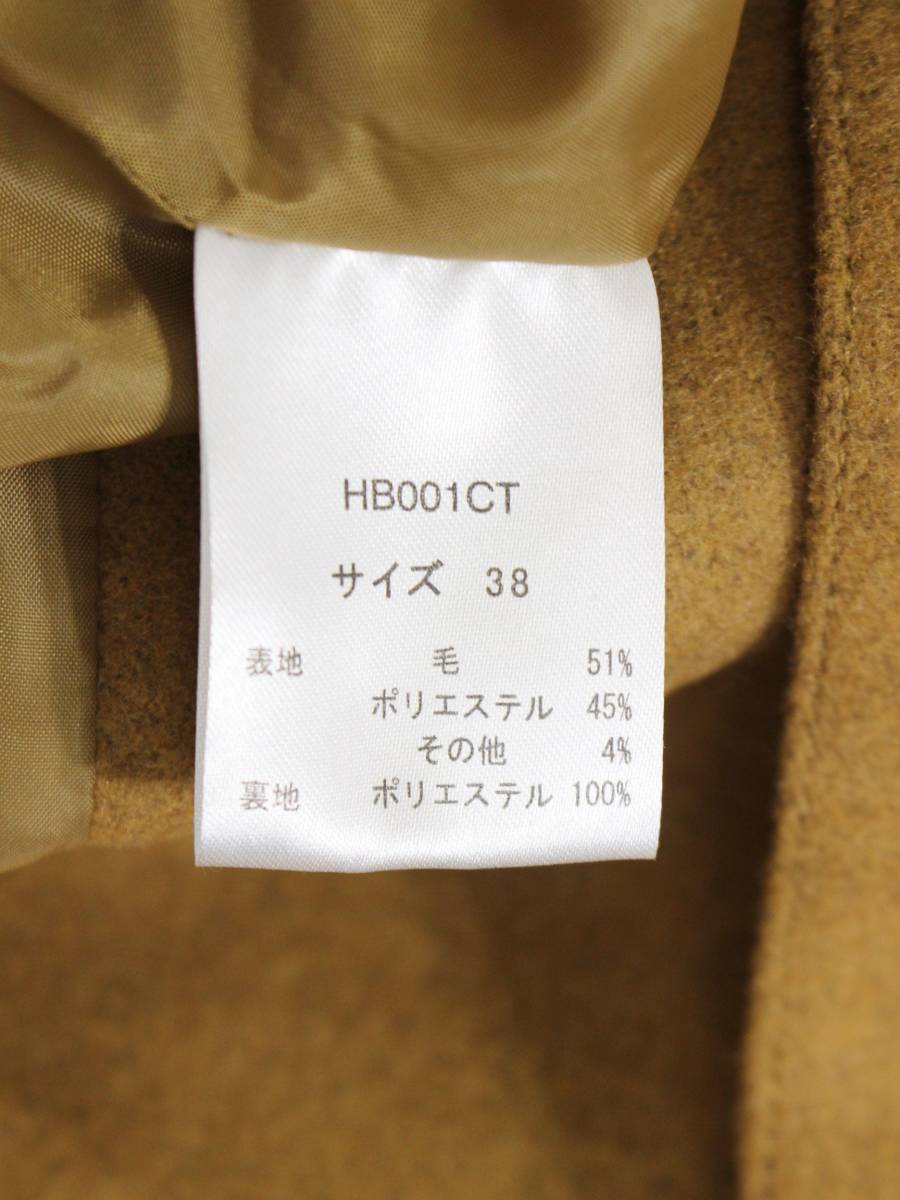 HB001CT
サイズ 38
表地 毛 51%
ポリエステル 45%
その他 4%
裏地 ポリエステル 100%